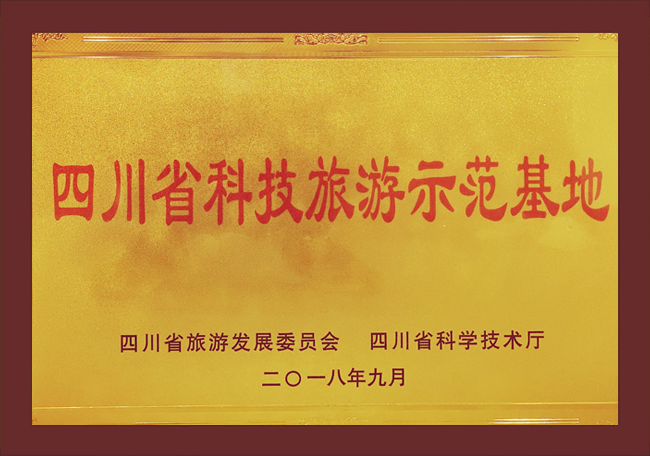 四川省科技旅游示范基地
四川省旅游发展委员会 四川省科学技术厅
二〇一八年九月